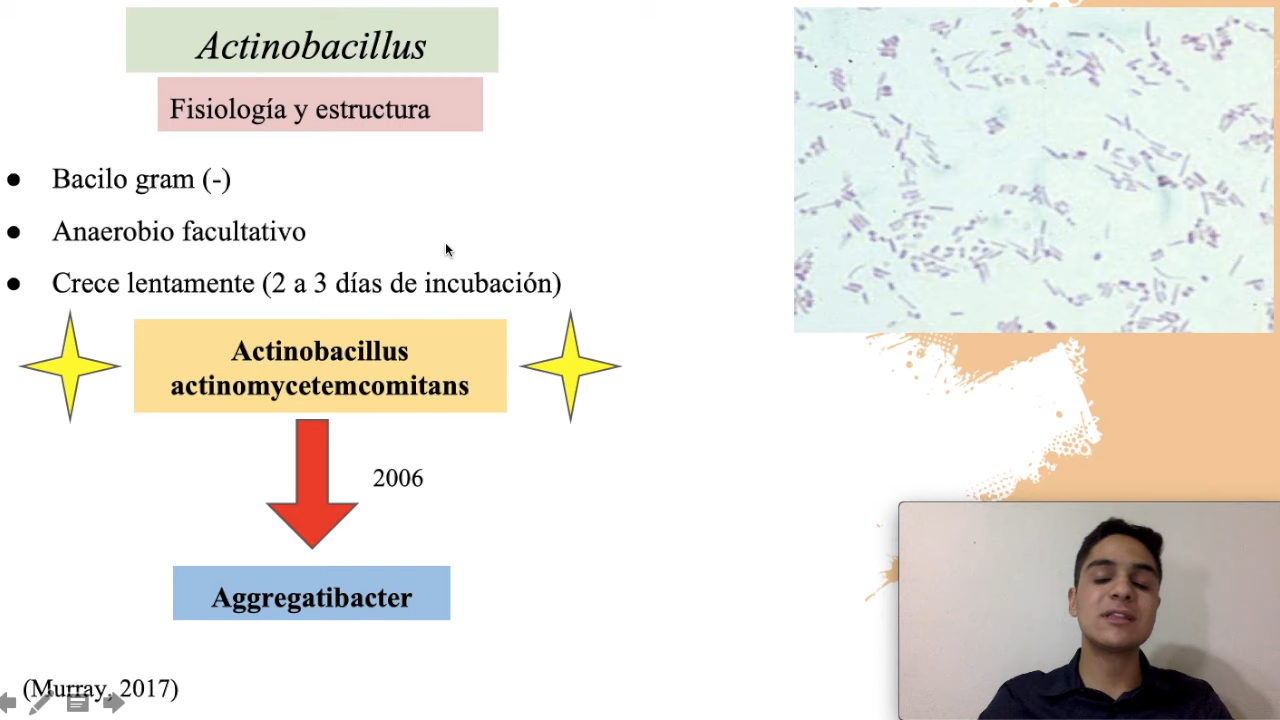 Actinobacillus
Fisiología y estructura
● Bacilo gram (-)
● Anaerobio facultativo
● Crece lentamente (2 a 3 días de incubación)
Actinobacillus
actinomycetemcomitans
2006
Aggregatibacter
(Murray, 2017)